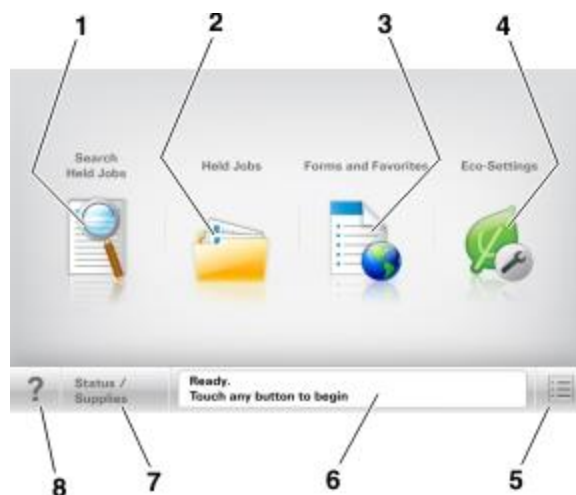 1
2
3
4
Search
Held Jobs
Held Jobs
Forms and Favorites
Eco-Settings
?
Status /
Supplies
Ready.
Touch any button to begin
8
7
6
5